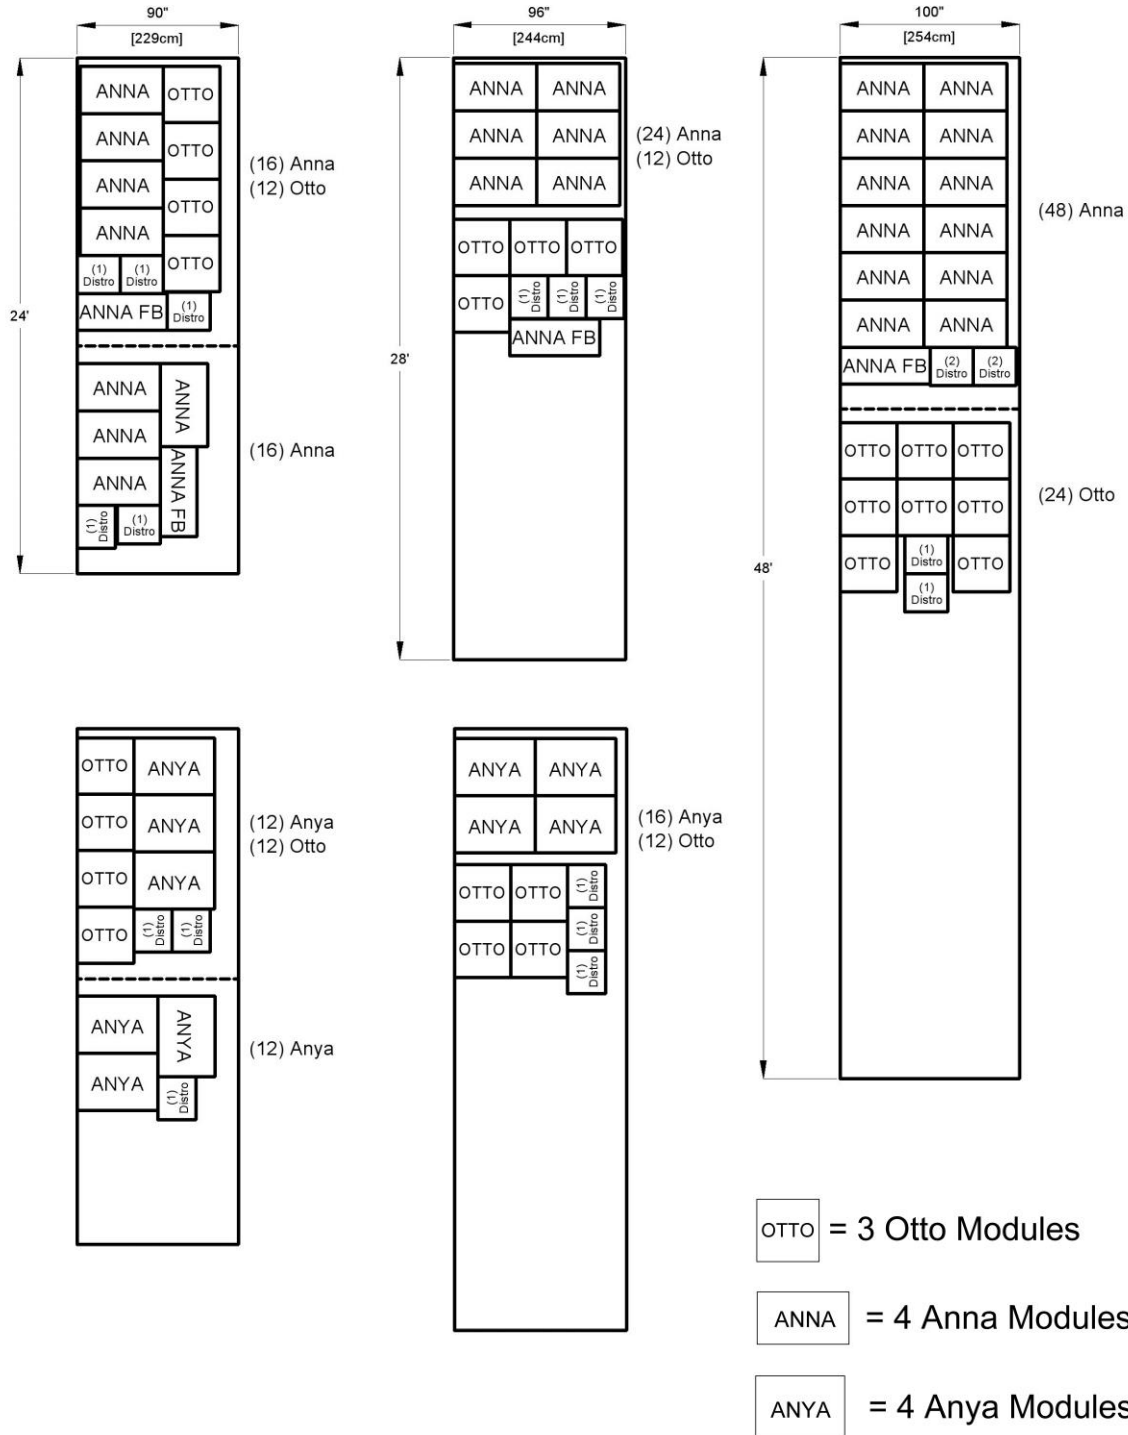 90"
[229cm]
24'
ANNA
OTTO
ANNA
OTTO
ANNA
OTTO
ANNA
OTTO
(1)
Distro
(1)
Distro
ANNA FB
(1)
Distro
(16) Anna
(12) Otto
ANNA
ANNA
ANNA
ANNA
ANNA FB
(1)
Distro
(1)
Distro
(16) Anna
96"
[244cm]
28'
ANNA
ANNA
ANNA
ANNA
ANNA
ANNA
(24) Anna
(12) Otto
OTTO
OTTO
OTTO
OTTO
(1)
Distro
(1)
Distro
(1)
Distro
ANNA FB
100"
[254cm]
48'
ANNA
ANNA
ANNA
ANNA
ANNA
ANNA
ANNA
ANNA
ANNA
ANNA
ANNA
ANNA
(48) Anna
ANNA FB
(2)
Distro
(2)
Distro
OTTO
OTTO
OTTO
OTTO
OTTO
OTTO
OTTO
(1)
Distro
OTTO
(1)
Distro
(24) Otto
OTTO
ANYA
OTTO
ANYA
OTTO
ANYA
OTTO
(1)
Distro
(1)
Distro
(12) Anya
(12) Otto
ANYA
ANYA
ANYA
(1)
Distro
(12) Anya
ANYA
ANYA
ANYA
ANYA
(16) Anya
(12) Otto
OTTO
OTTO
(1)
Distro
OTTO
OTTO
(1)
Distro
(1)
Distro
OTTO = 3 Otto Modules
ANNA = 4 Anna Modules
ANYA = 4 Anya Modules